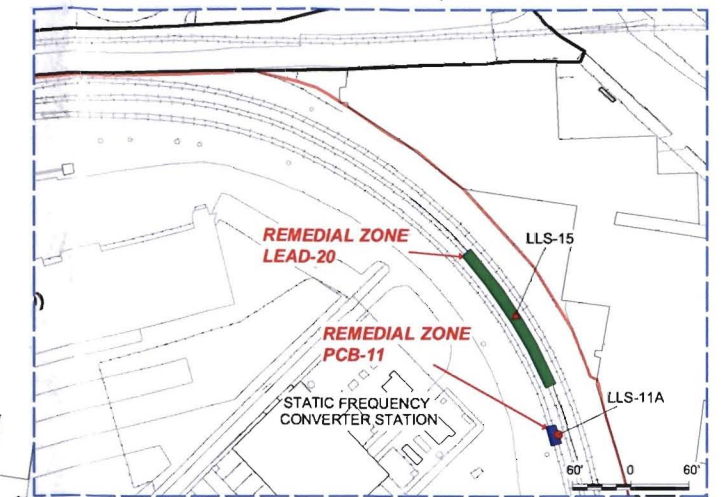 REMEDIAL ZONE
LEAD-20
LLS-15
REMEDIAL ZONE
PCB-11
STATIC FREQUENCY
CONVERTER STATION
LLS-11A
60' 0 60'
)